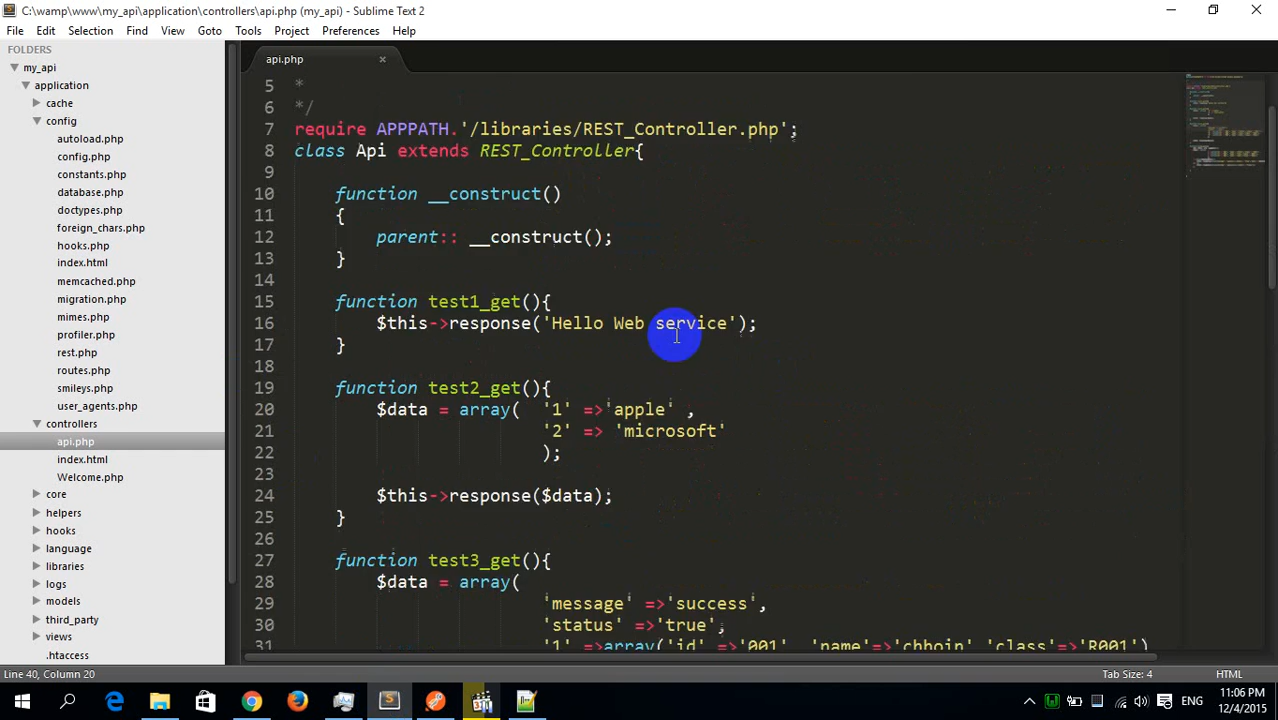 C:\wamp\www\my_api\application\controllers\api.php (my_api) - Sublime Text 2
File Edit Selection Find View Goto Tools Project Preferences Help
FOLDERS
my_api
application
cache
config
autoload.php
config.php
constants.php
database.php
doctypes.php
foreign_chars.php
hooks.php
index.html
memcached.php
migration.php
mimes.php
profiler.php
rest.php
routes.php
smileys.php
user_agents.php
controllers
api.php
index.html
Welcome.php
core
helpers
hooks
language
libraries
logs
models
third_party
views
.htaccess
api.php
5 *
6 */
7 require APPPATH.'/libraries/REST_Controller.php';
8 class Api extends REST_Controller{
9
10 function __construct()
11 {
12 parent:: __construct();
13 }
14
15 function test1_get(){
16 $this->response('Hello Web service');
17 }
18
19 function test2_get(){
20 $data = array( '1' =>'apple' ,
21 '2' => 'microsoft'
22 );
23
24 $this->response($data);
25 }
26
27 function test3_get(){
28 $data = array(
29 'message' =>'success',
30 'status' =>'true',
31 '1' =>array('id' =>'001' 'name'=>'chhoin 'class'=>'R001')
Line 40, Column 20
Tab Size: 4 HTML
ENG
11:06 PM
12/4/2015